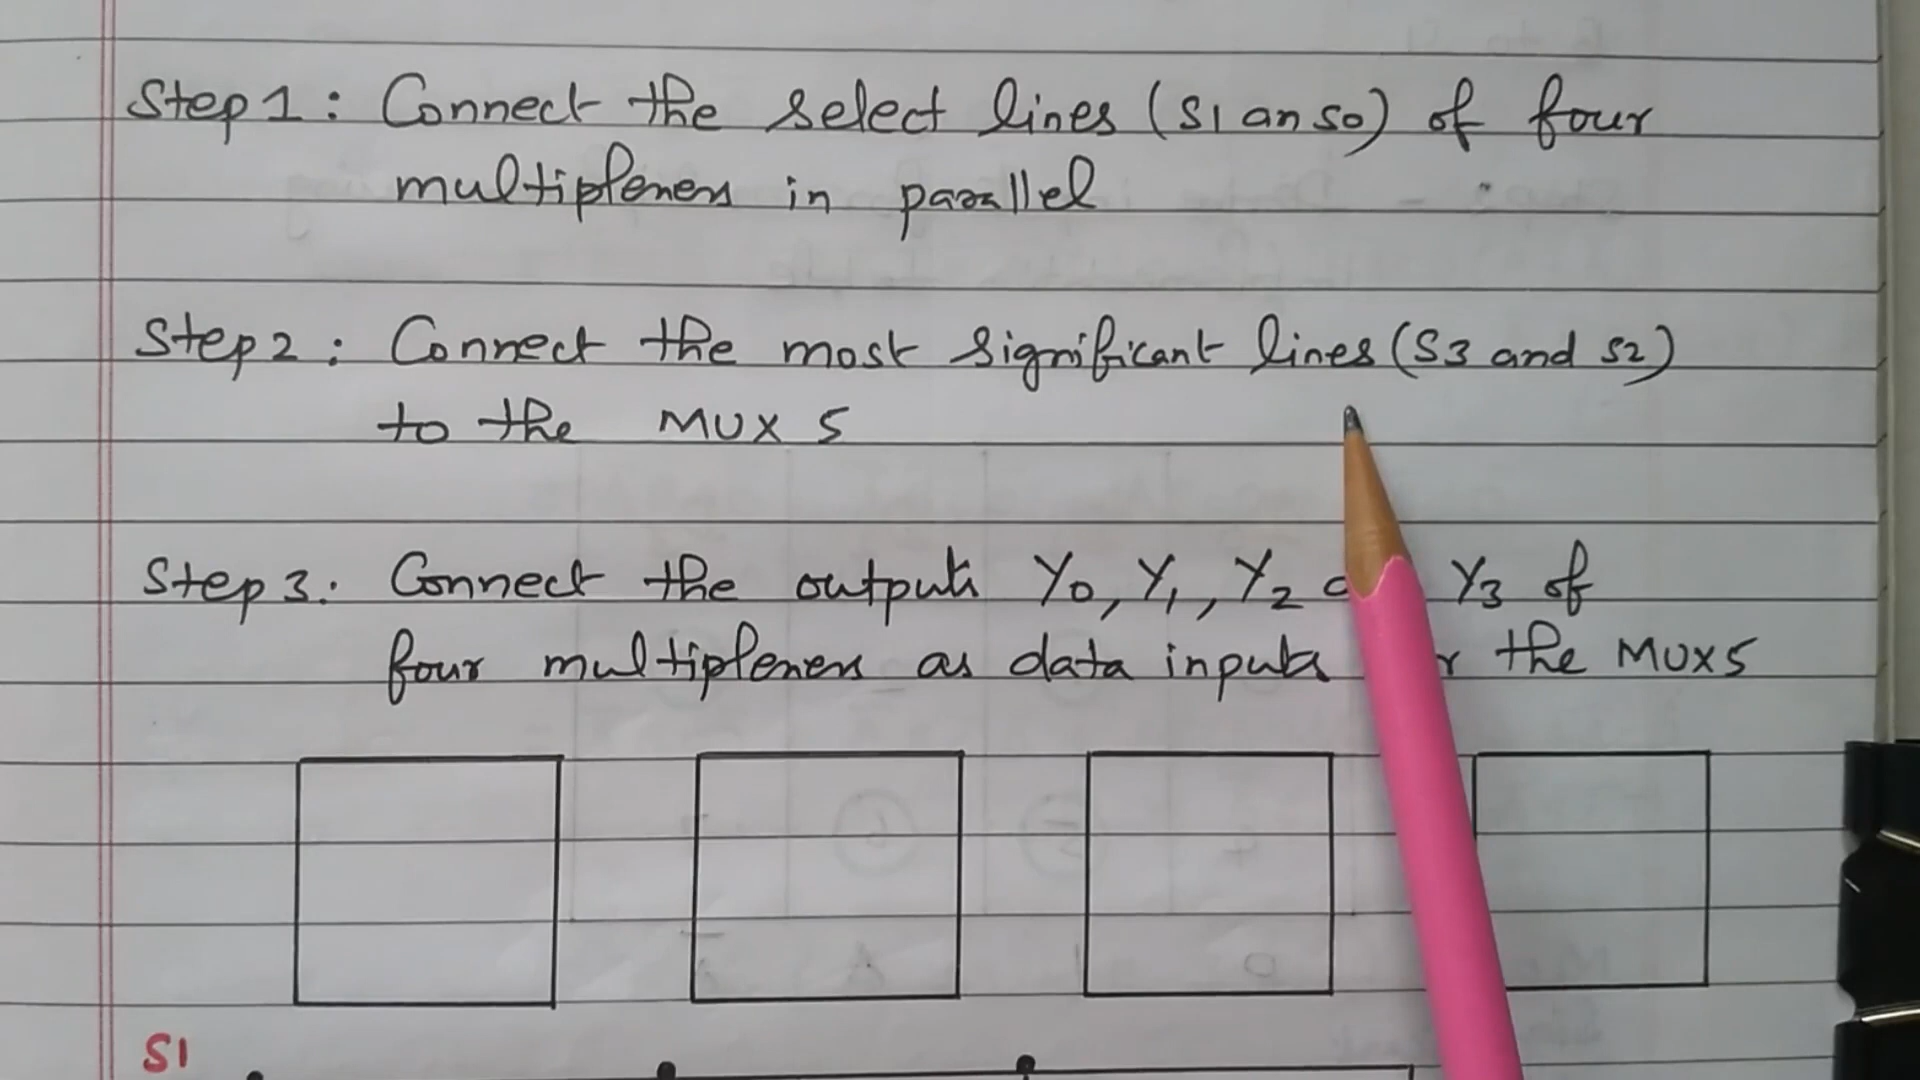 Step 1: Connect the select lines (S1 an S0) of four
multiplexers in parallel
Step 2: Connect the most significant lines (S3 and S2)
to the MUX 5
Step 3: Connect the outputs Y0, Y1, Y2 Y3 of
four multiplexers as data inputs the MUX5
S1